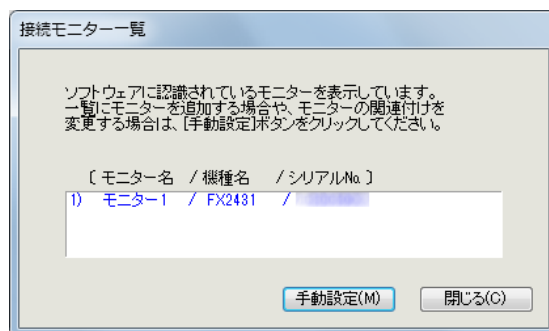 接続モニター一覧
ソフトウェアに認識されているモニターを表示しています。
一覧にモニターを追加する場合や、モニターの関連付けを
変更する場合は、[手動設定]ボタンをクリックしてください。
〔 モニター名 / 機種名 / シリアルNo. 〕
1) モニター1 / FX2431 /
手動設定(M) 閉じる(C)